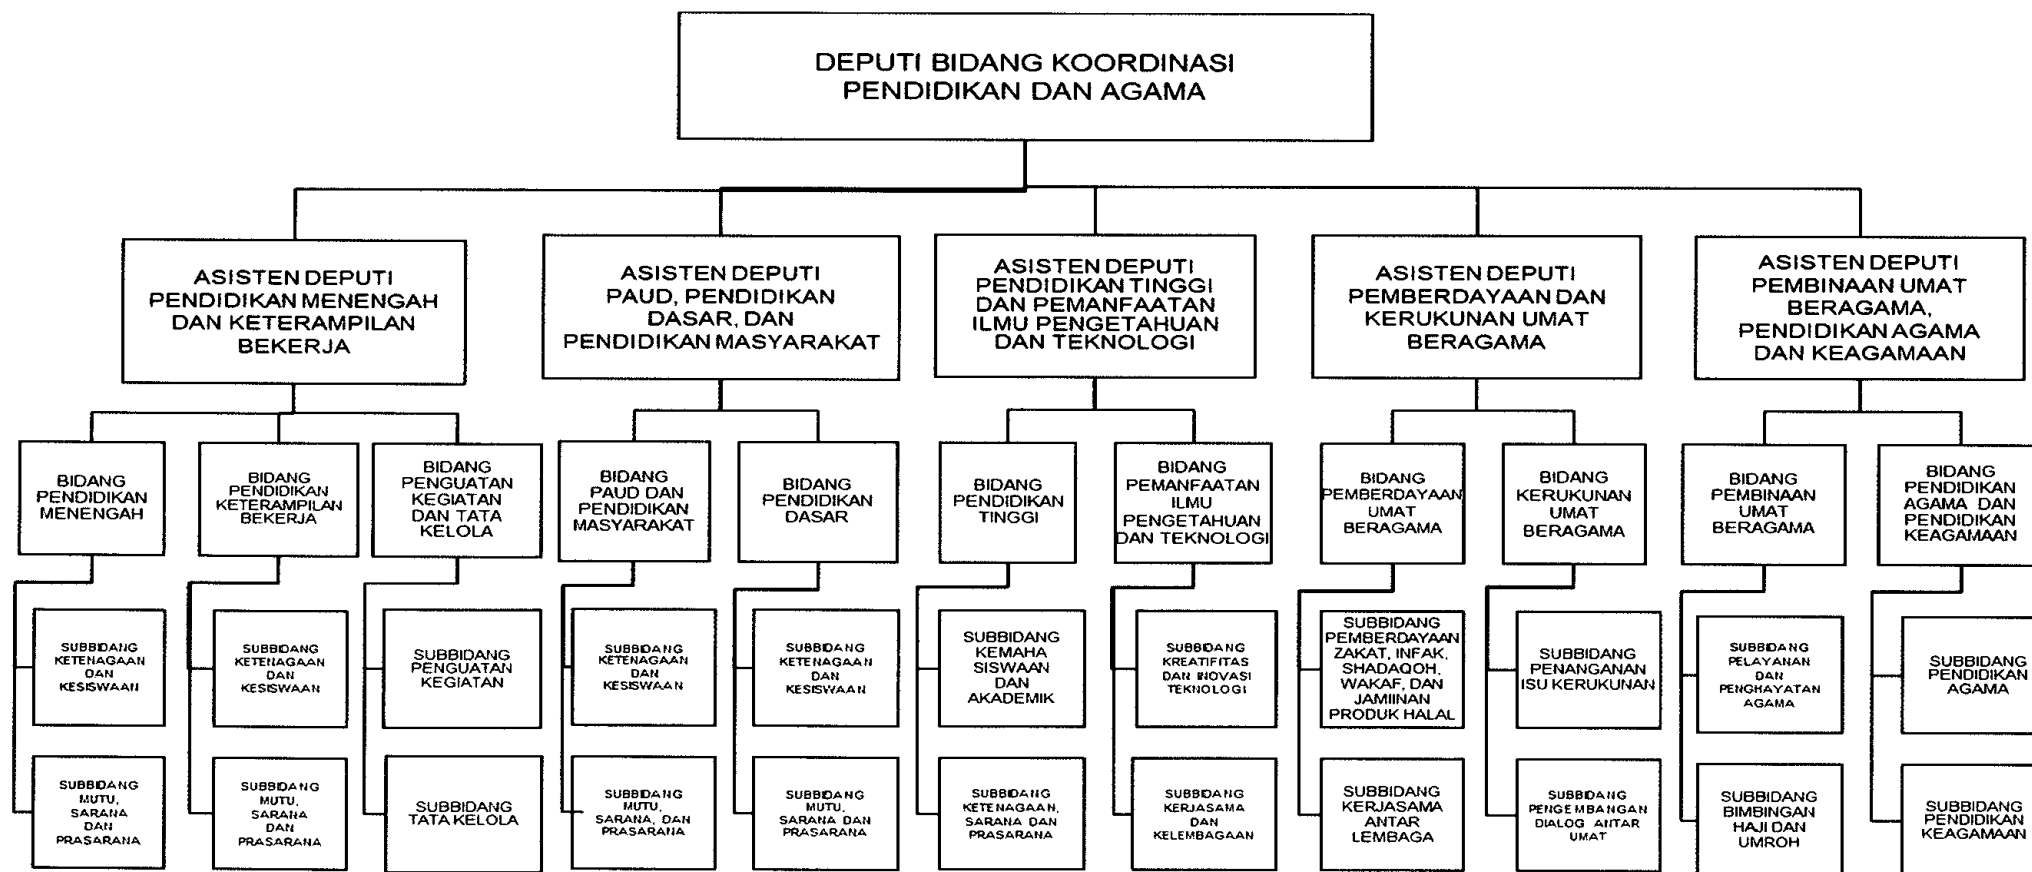 DEPUTI BIDANG KOORDINASI
PENDIDIKAN DAN AGAMA
ASISTEN DEPUTI
PENDIDIKAN MENENGAH
DAN KETERAMPILAN
BEKERJA
ASISTEN DEPUTI
PAUD, PENDIDIKAN
DASAR, DAN
PENDIDIKAN MASYARAKAT
ASISTEN DEPUTI
PENDIDIKAN TINGGI
DAN PEMANFAATAN
ILMU PENGETAHUAN
DAN TEKNOLOGI
ASISTEN DEPUTI
PEMBERDAYAAN DAN
KERUKUNAN UMAT
BERAGAMA
ASISTEN DEPUTI
PEMBINAAN UMAT
BERAGAMA,
PENDIDIKAN AGAMA
DAN KEAGAMAAN
BIDANG
PENDIDIKAN
MENENGAH
BIDANG
PENDIDIKAN
KETERAMPILAN
BEKERJA
BIDANG
PENGUATAN
KEGIATAN
DAN TATA
KELOLA
BIDANG
PAUD DAN
PENDIDIKAN
MASYARAKAT
BIDANG
PENDIDIKAN
DASAR
BIDANG
PENDIDIKAN
TINGGI
BIDANG
PEMANFAATAN
ILMU
PENGETAHUAN
DAN TEKNOLOGI
BIDANG
PEMBERDAYAAN
UMAT
BERAGAMA
BIDANG
KERUKUNAN
UMAT
BERAGAMA
BIDANG
PEMBINAAN
UMAT
BERAGAMA
BIDANG
PENDIDIKAN
AGAMA DAN
PENDIDIKAN
KEAGAMAAN
SUBBIDANG
KETENAGAAN
DAN
KESISWAAN
SUBBIDANG
KETENAGAAN
DAN
KESISWAAN
SUBBIDANG
PENGUATAN
KEGIATAN
SUBBIDANG
KETENAGAAN
DAN
KESISWAAN
SUBBIDANG
KETENAGAAN
DAN
KESISWAAN
SUBBIDANG
KEMAHA
SISWAAN
DAN
AKADEMIK
SUBBIDANG
KREATIFITAS
DAN INOVASI
TEKNOLOGI
SUBBIDANG
PEMBERDAYAAN
ZAKAT, INFAK,
SHADAQOH,
WAKAF, DAN
JAMIINAN
PRODUK HALAL
SUBBIDANG
PENANGANAN
ISU KERUKUNAN
SUBBIDANG
PELAYANAN
DAN
PENGHAYATAN
AGAMA
SUBBIDANG
PENDIDIKAN
AGAMA
SUBBIDANG
MUTU,
SARANA
DAN
PRASARANA
SUBBIDANG
MUTU,
SARANA
DAN
PRASARANA
SUBBIDANG
TATA KELOLA
SUBBIDANG
MUTU,
SARANA, DAN
PRASARANA
SUBBIDANG
MUTU,
SARANA DAN
PRASARANA
SUBBIDANG
KETENAGAAN,
SARANA DAN
PRASARANA
SUBBIDANG
KERJASAMA
DAN
KELEMBAGAAN
SUBBIDANG
KERJASAMA
ANTAR
LEMBAGA
SUBBIDANG
PENGEMBANGAN
DIALOG ANTAR
UMAT
SUBBIDANG
BIMBINGAN
HAJI DAN
UMROH
SUBBIDANG
PENDIDIKAN
KEAGAMAAN